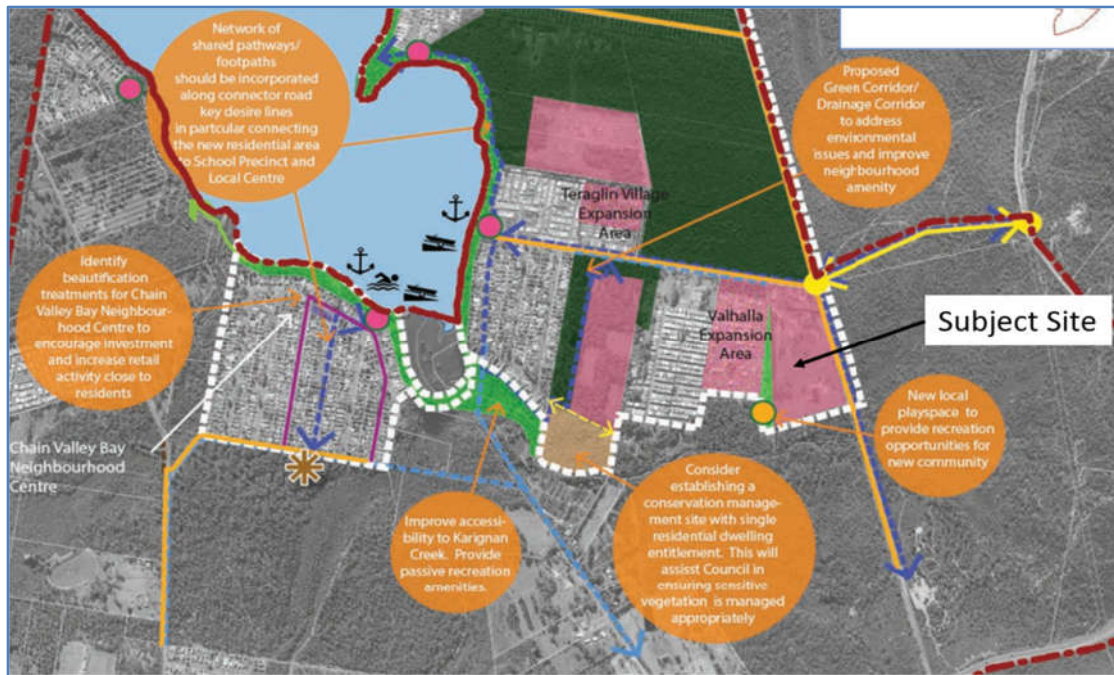 Network of
shared pathways/
footpaths
should be incorporated
along connector road
key desire lines
in partcular connecting
the new residential area
to School Precinct and
Local Centre
Proposed
Green Corridor/
Drainage Corridor
to address
environmental
issues and improve
neighbourhood
amenity
Teraglin Village
Expansion
Area
Identify
beautification
treatments for Chain
Valley Bay Neighbour-
hood Centre to
encourage investment
and increase retail
activity close to
residents
Valhalla
Expansion
Area
Subject Site
New local
playspace to
provide recreation
opportunities for
new community
Chain Valley Bay
Neighbourhood
Centre
Improve accessi-
bility to Karignan
Creek. Provide
passive recreation
amenities.
Consider
establishing a
conservation manage-
ment site with single
residential dwelling
entitlement. This will
assist Council in
ensuring sensitive
vegetation is managed
appropriately